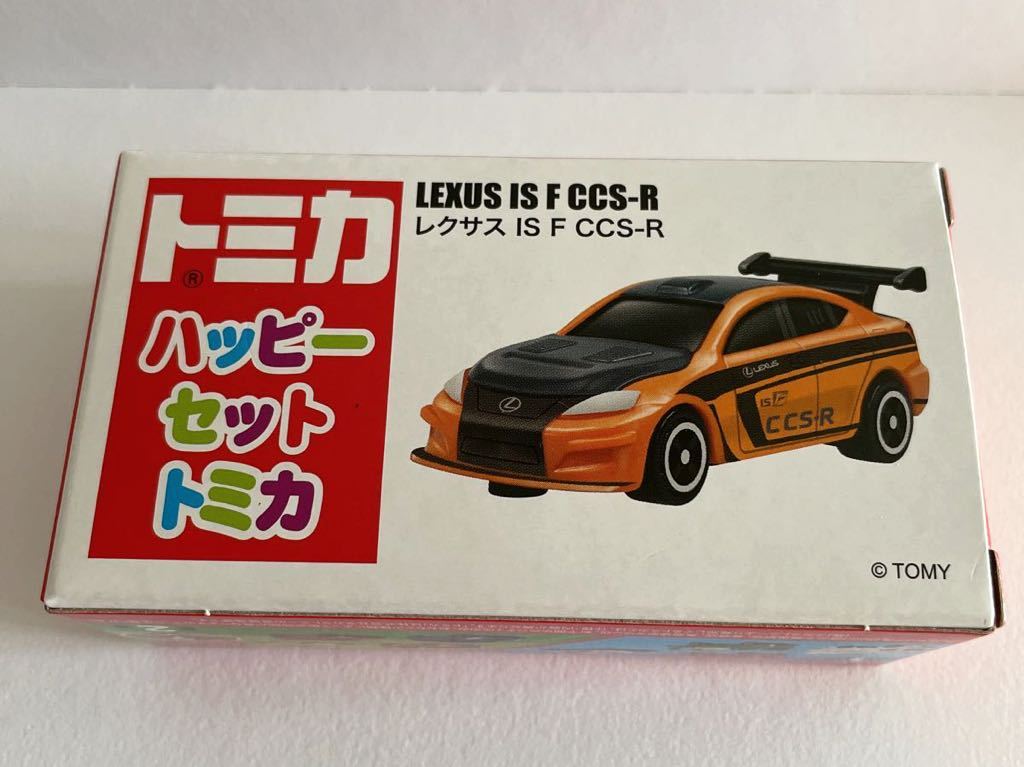 トミカ
®
ハッピー
セット
トミカ
LEXUS IS F CCS-R
レクサス IS F CCS-R
LEXUS
IS F
CCS-R
© TOMY